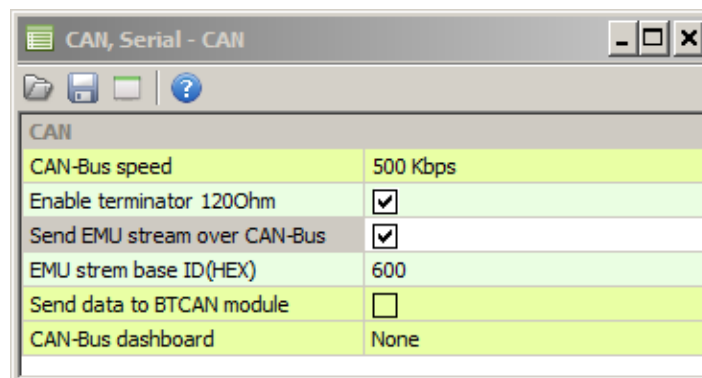 CAN, Serial - CAN
CAN
CAN-Bus speed 500 Kbps
Enable terminator 120Ohm
Send EMU stream over CAN-Bus
EMU strem base ID(HEX) 600
Send data to BTCAN module
CAN-Bus dashboard None